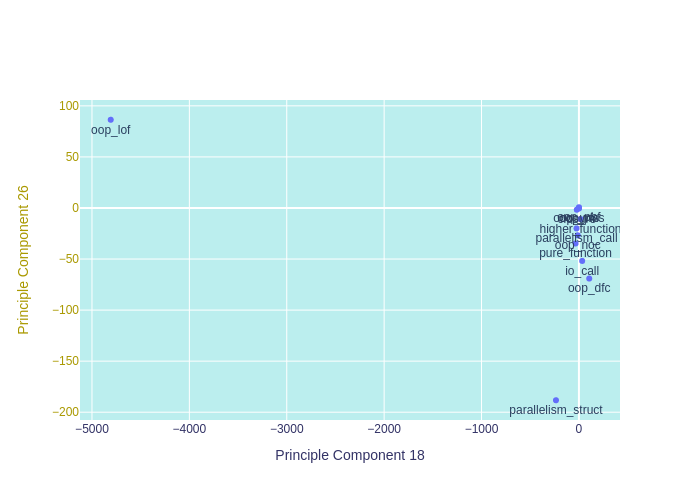 100
50
0
−50
−100
−150
−200
Principle Component 26
oop_lof
higher_function
parallelism_call
oop_noc
pure_function
io_call
oop_dfc
parallelism_struct
−5000
−4000
−3000
−2000
−1000
0
Principle Component 18